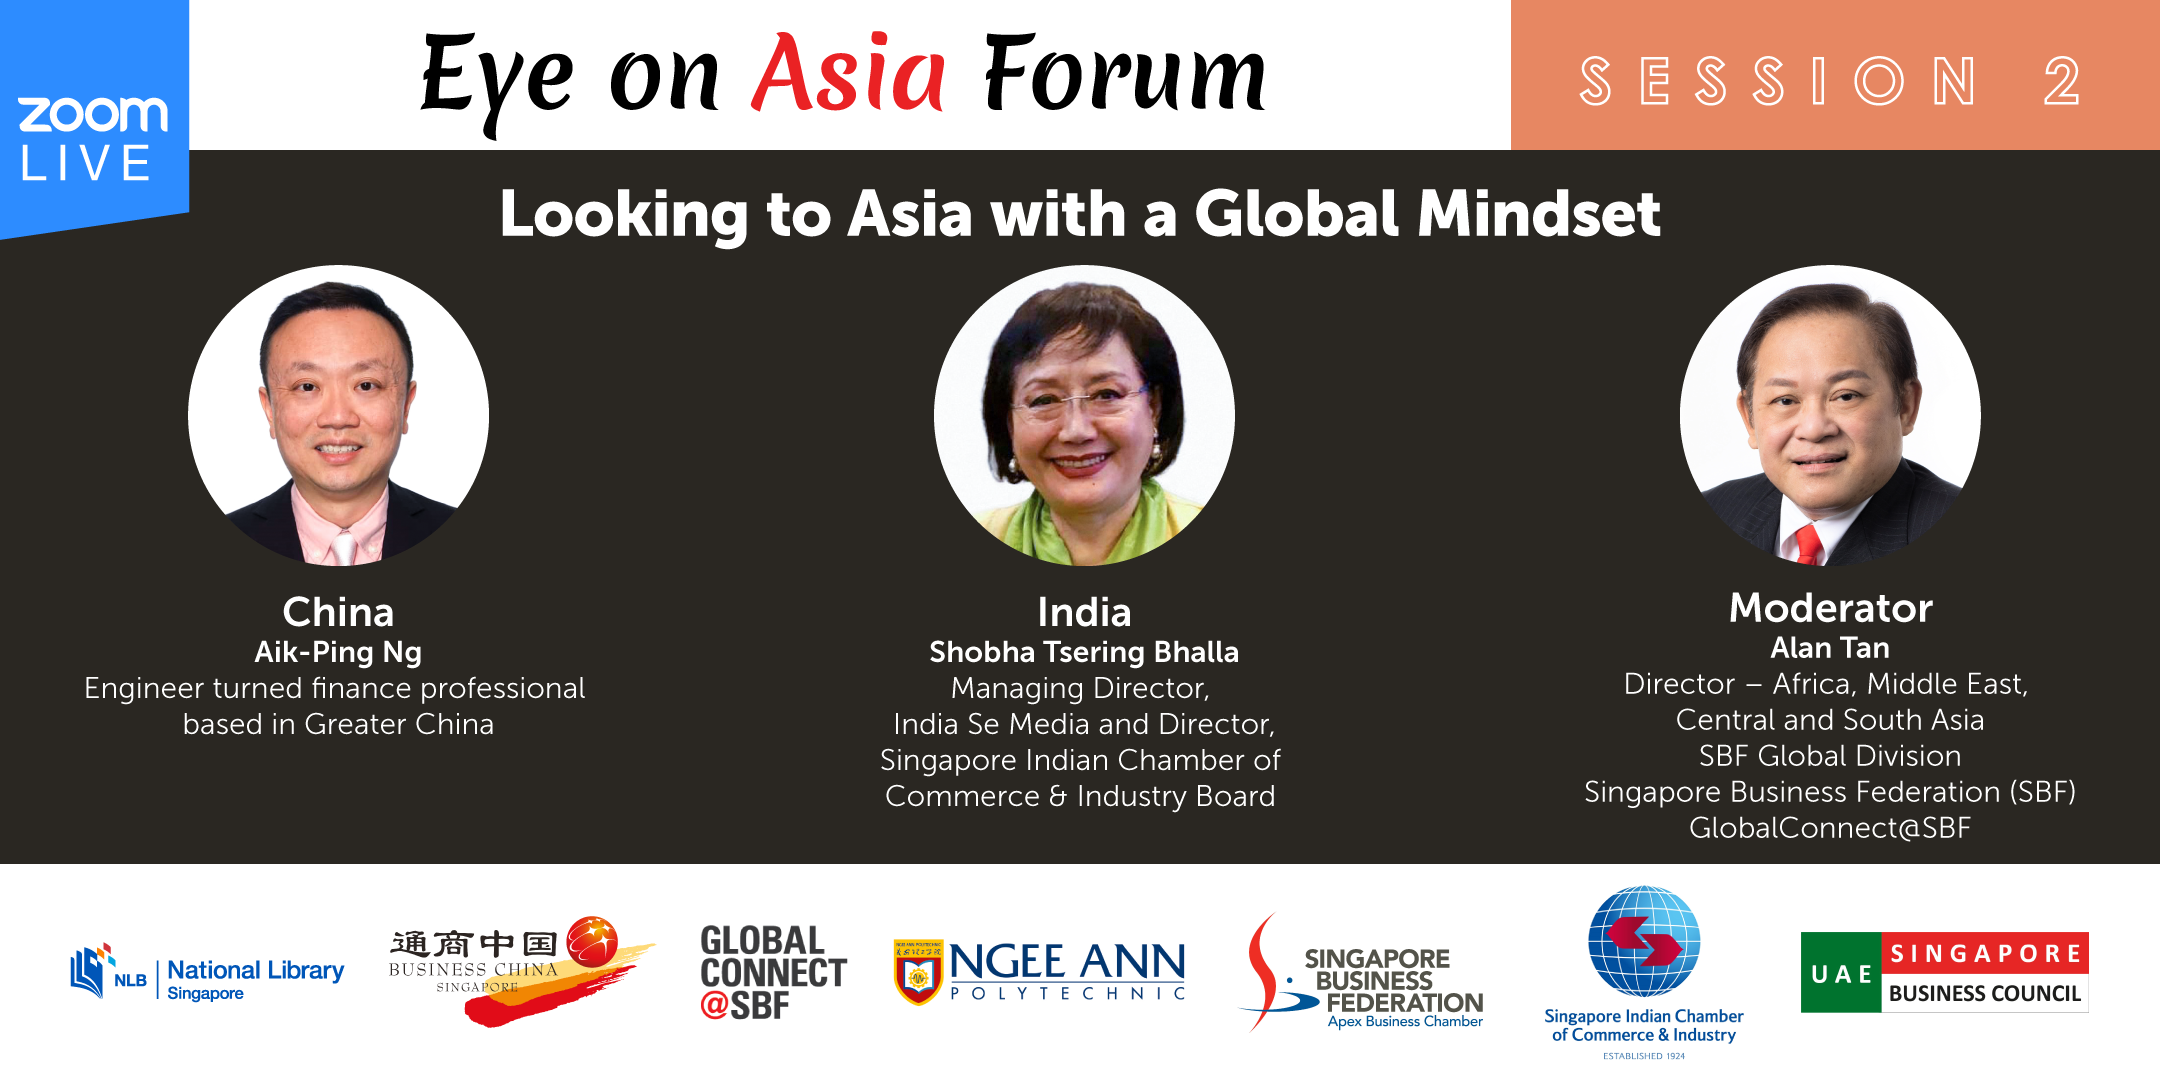 zoom
LIVE
Eye on Asia Forum
SESSION 2
Looking to Asia with a Global Mindset
China
Aik-Ping Ng
Engineer turned finance professional
based in Greater China
India
Shobha Tsering Bhalla
Managing Director,
India Se Media and Director,
Singapore Indian Chamber of
Commerce & Industry Board
Moderator
Alan Tan
Director – Africa, Middle East,
Central and South Asia
SBF Global Division
Singapore Business Federation (SBF)
GlobalConnect@SBF
NLB
National Library
Singapore
通商中国
BUSINESS CHINA
SINGAPORE
GLOBAL
CONNECT
@SBF
NGEE ANN POLYTECHNIC
NGEE ANN
POLYTECHNIC
SINGAPORE
BUSINESS
FEDERATION
Apex Business Chamber
Singapore Indian Chamber
of Commerce & Industry
ESTABLISHED 1924
UAE
SINGAPORE
BUSINESS COUNCIL